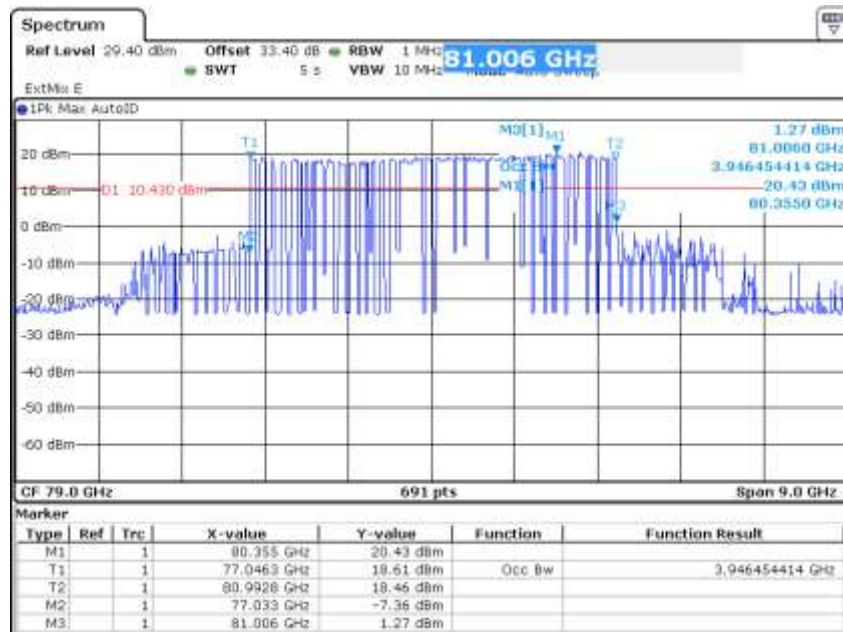 Spectrum
Ref Level 29.40 dBm Offset 33.40 dB RBW 1 MHz
81.006 GHz
SWT 5 s VBW 10 MHz
ExtMix E
1Pk Max AutoID
M3[1] 1.27 dBm
81.0060 GHz
Occ Bw 3.946454414 GHz
M1[1] 20.43 dBm
80.3550 GHz
T1
M1
T2
20 dBm
10 dBm
D1 10.430 dBm
0 dBm
-10 dBm
-20 dBm
-30 dBm
-40 dBm
-50 dBm
-60 dBm
CF 79.0 GHz 691 pts Span 9.0 GHz
Marker
Type Ref Trc X-value Y-value Function Function Result
M1 1 80.355 GHz 20.43 dBm
T1 1 77.0463 GHz 18.61 dBm Occ Bw 3.946454414 GHz
T2 1 80.9928 GHz 18.46 dBm
M2 1 77.033 GHz -7.36 dBm
M3 1 81.006 GHz 1.27 dBm